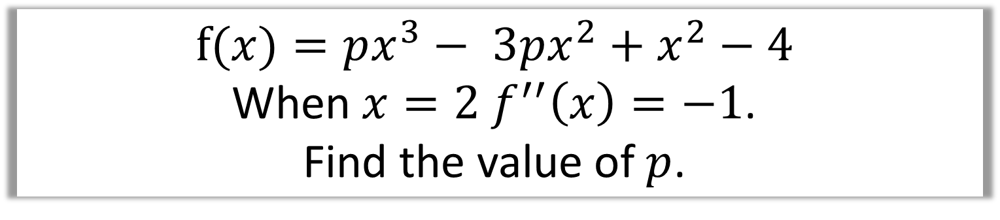 f(x) = px³ − 3px² + x² − 4
When x = 2 f′′(x) = −1.
Find the value of p.